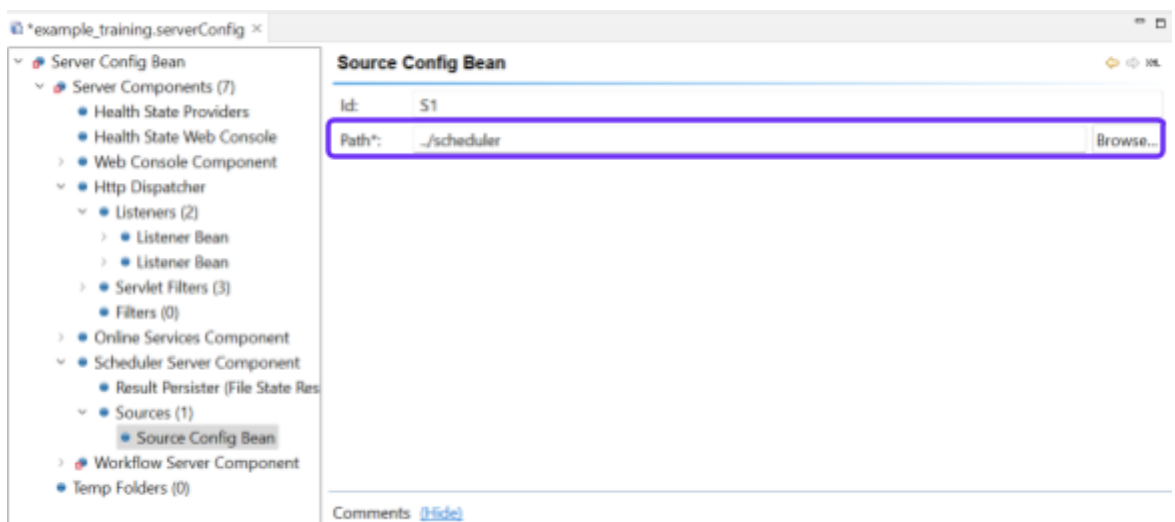 *example_training.serverConfig
Server Config Bean
Server Components (7)
Health State Providers
Health State Web Console
Web Console Component
Http Dispatcher
Listeners (2)
Listener Bean
Listener Bean
Servlet Filters (3)
Filters (0)
Online Services Component
Scheduler Server Component
Result Persister (File State Res
Sources (1)
Source Config Bean
Workflow Server Component
Temp Folders (0)
Source Config Bean
Id: S1
Path*: ../scheduler Browse...
Comments (Hide)